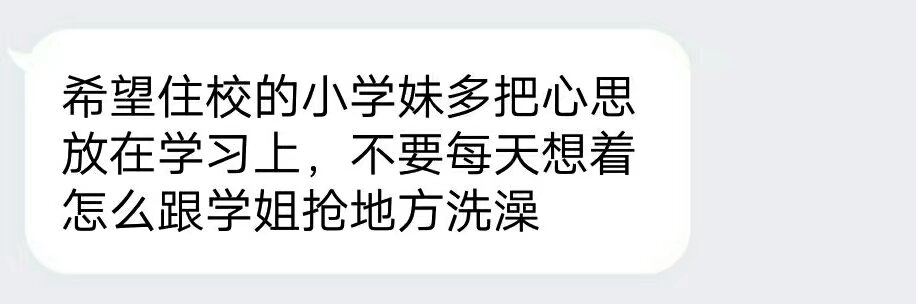 希望住校的小学妹多把心思
放在学习上，不要每天想着
怎么跟学姐抢地方洗澡